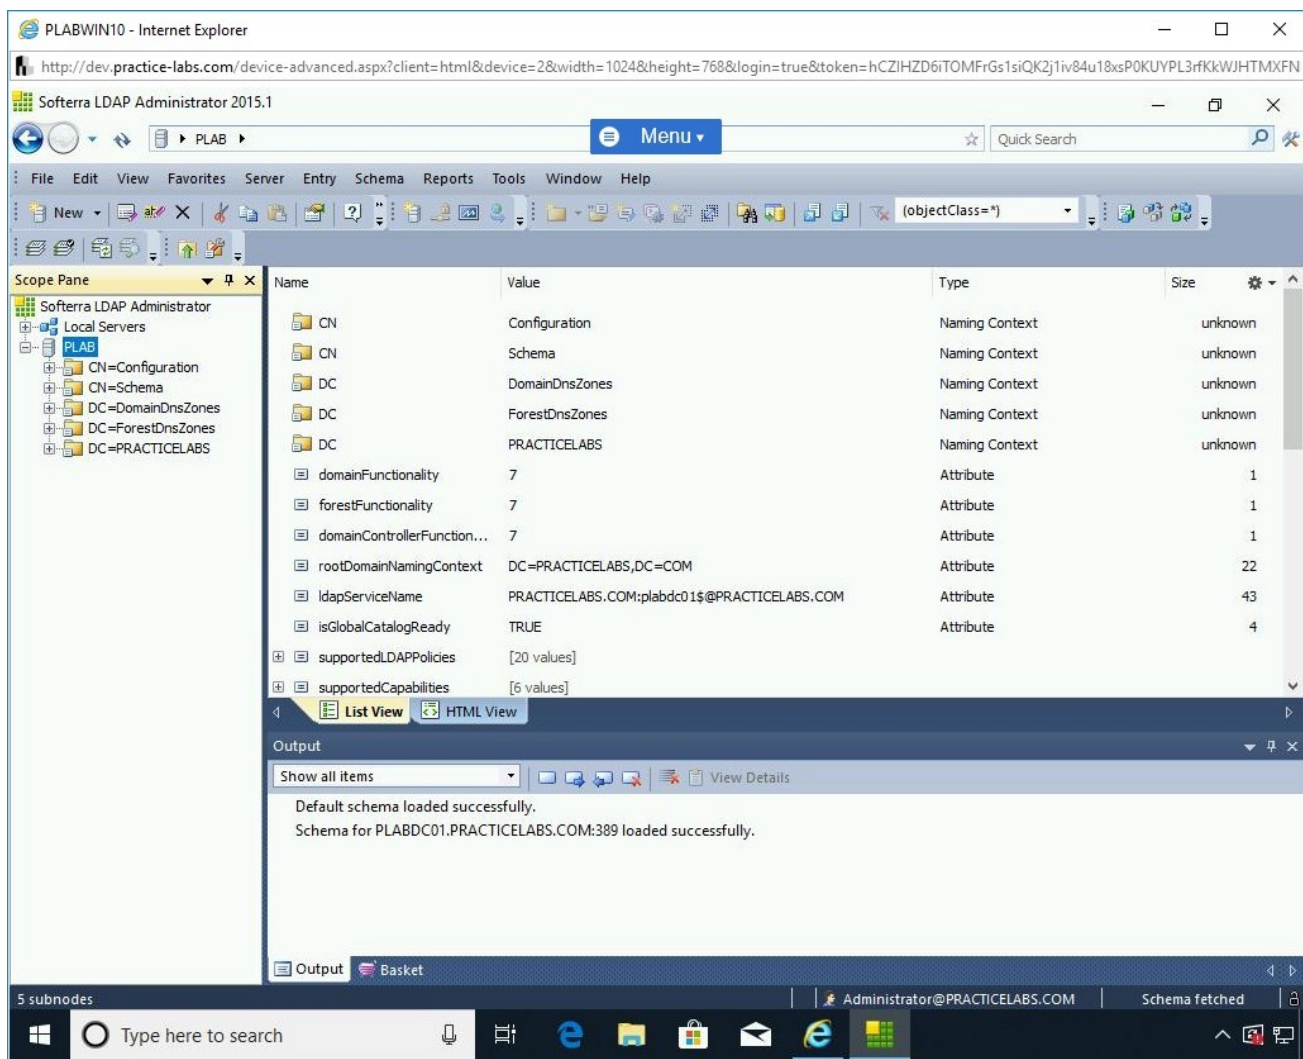 PLABWIN10 - Internet Explorer
http://dev.practice-labs.com/device-advanced.aspx?client=html&device=2&width=1024&height=768&login=true&token=hCZIHZD6iTOMFrGs1siQK2j1iv84u18xsP0KUYPL3rfKkWJHTMXFN
Softerra LDAP Administrator 2015.1
PLAB
Menu
Quick Search
File Edit View Favorites Server Entry Schema Reports Tools Window Help
New
(objectClass=*)
Scope Pane
Softerra LDAP Administrator
Local Servers
PLAB
CN=Configuration
CN=Schema
DC=DomainDnsZones
DC=ForestDnsZones
DC=PRACTICELABS
Name Value Type Size
CN Configuration Naming Context unknown
CN Schema Naming Context unknown
DC DomainDnsZones Naming Context unknown
DC ForestDnsZones Naming Context unknown
DC PRACTICELABS Naming Context unknown
domainFunctionality 7 Attribute 1
forestFunctionality 7 Attribute 1
domainControllerFunction... 7 Attribute 1
rootDomainNamingContext DC=PRACTICELABS,DC=COM Attribute 22
ldapServiceName PRACTICELABS.COM:plabdc01$@PRACTICELABS.COM Attribute 43
isGlobalCatalogReady TRUE Attribute 4
supportedLDAPPolicies [20 values]
supportedCapabilities [6 values]
List View HTML View
Output
Show all items View Details
Default schema loaded successfully.
Schema for PLABDC01.PRACTICELABS.COM:389 loaded successfully.
Output Basket
5 subnodes Administrator@PRACTICELABS.COM Schema fetched
Type here to search